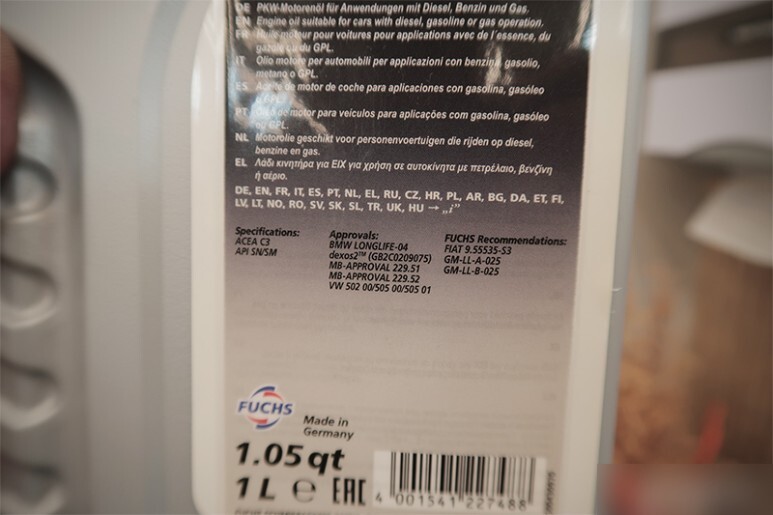 DE PKW-Motorenöl für Anwendungen mit Diesel, Benzin und Gas.
EN Engine oil suitable for cars with diesel, gasoline or gas operation.
FR Huile moteur pour voitures pour applications avec de l'essence, du
gazole ou du GPL.
IT Olio motore per automobili per applicazioni con benzina, gasolio,
metano o GPL.
ES Aceite de motor de coche para aplicaciones con gasolina, gasóleo
PT Óleo de motor para veículos para aplicações com gasolina, gasóleo
ou GPL.
NL Motorolie geschikt voor personenvoertuigen die rijden op diesel,
benzine en gas.
EL Λάδι κινητήρα για ΕΙΧ για χρήση σε αυτοκίνητα με πετρέλαιο, βενζίνη
ή αέριο.
DE, EN, FR, IT, ES, PT, NL, EL, RU, CZ, HR, PL, AR, BG, DA, ET, FI,
LV, LT, NO, RO, SV, SK, SL, TR, UK, HU → „i"
Specifications:
ACEA C3
API SN/SM
Approvals:
BMW LONGLIFE-04
dexos2™ (GB2C0209075)
MB-APPROVAL 229.51
MB-APPROVAL 229.52
VW 502 00/505 00/505 01
FUCHS Recommendations:
FIAT 9.55535-S3
GM-LL-A-025
GM-LL-B-025
FUCHS
Made in
Germany
1.05 qt
1 L e EAC
4 001541 227488